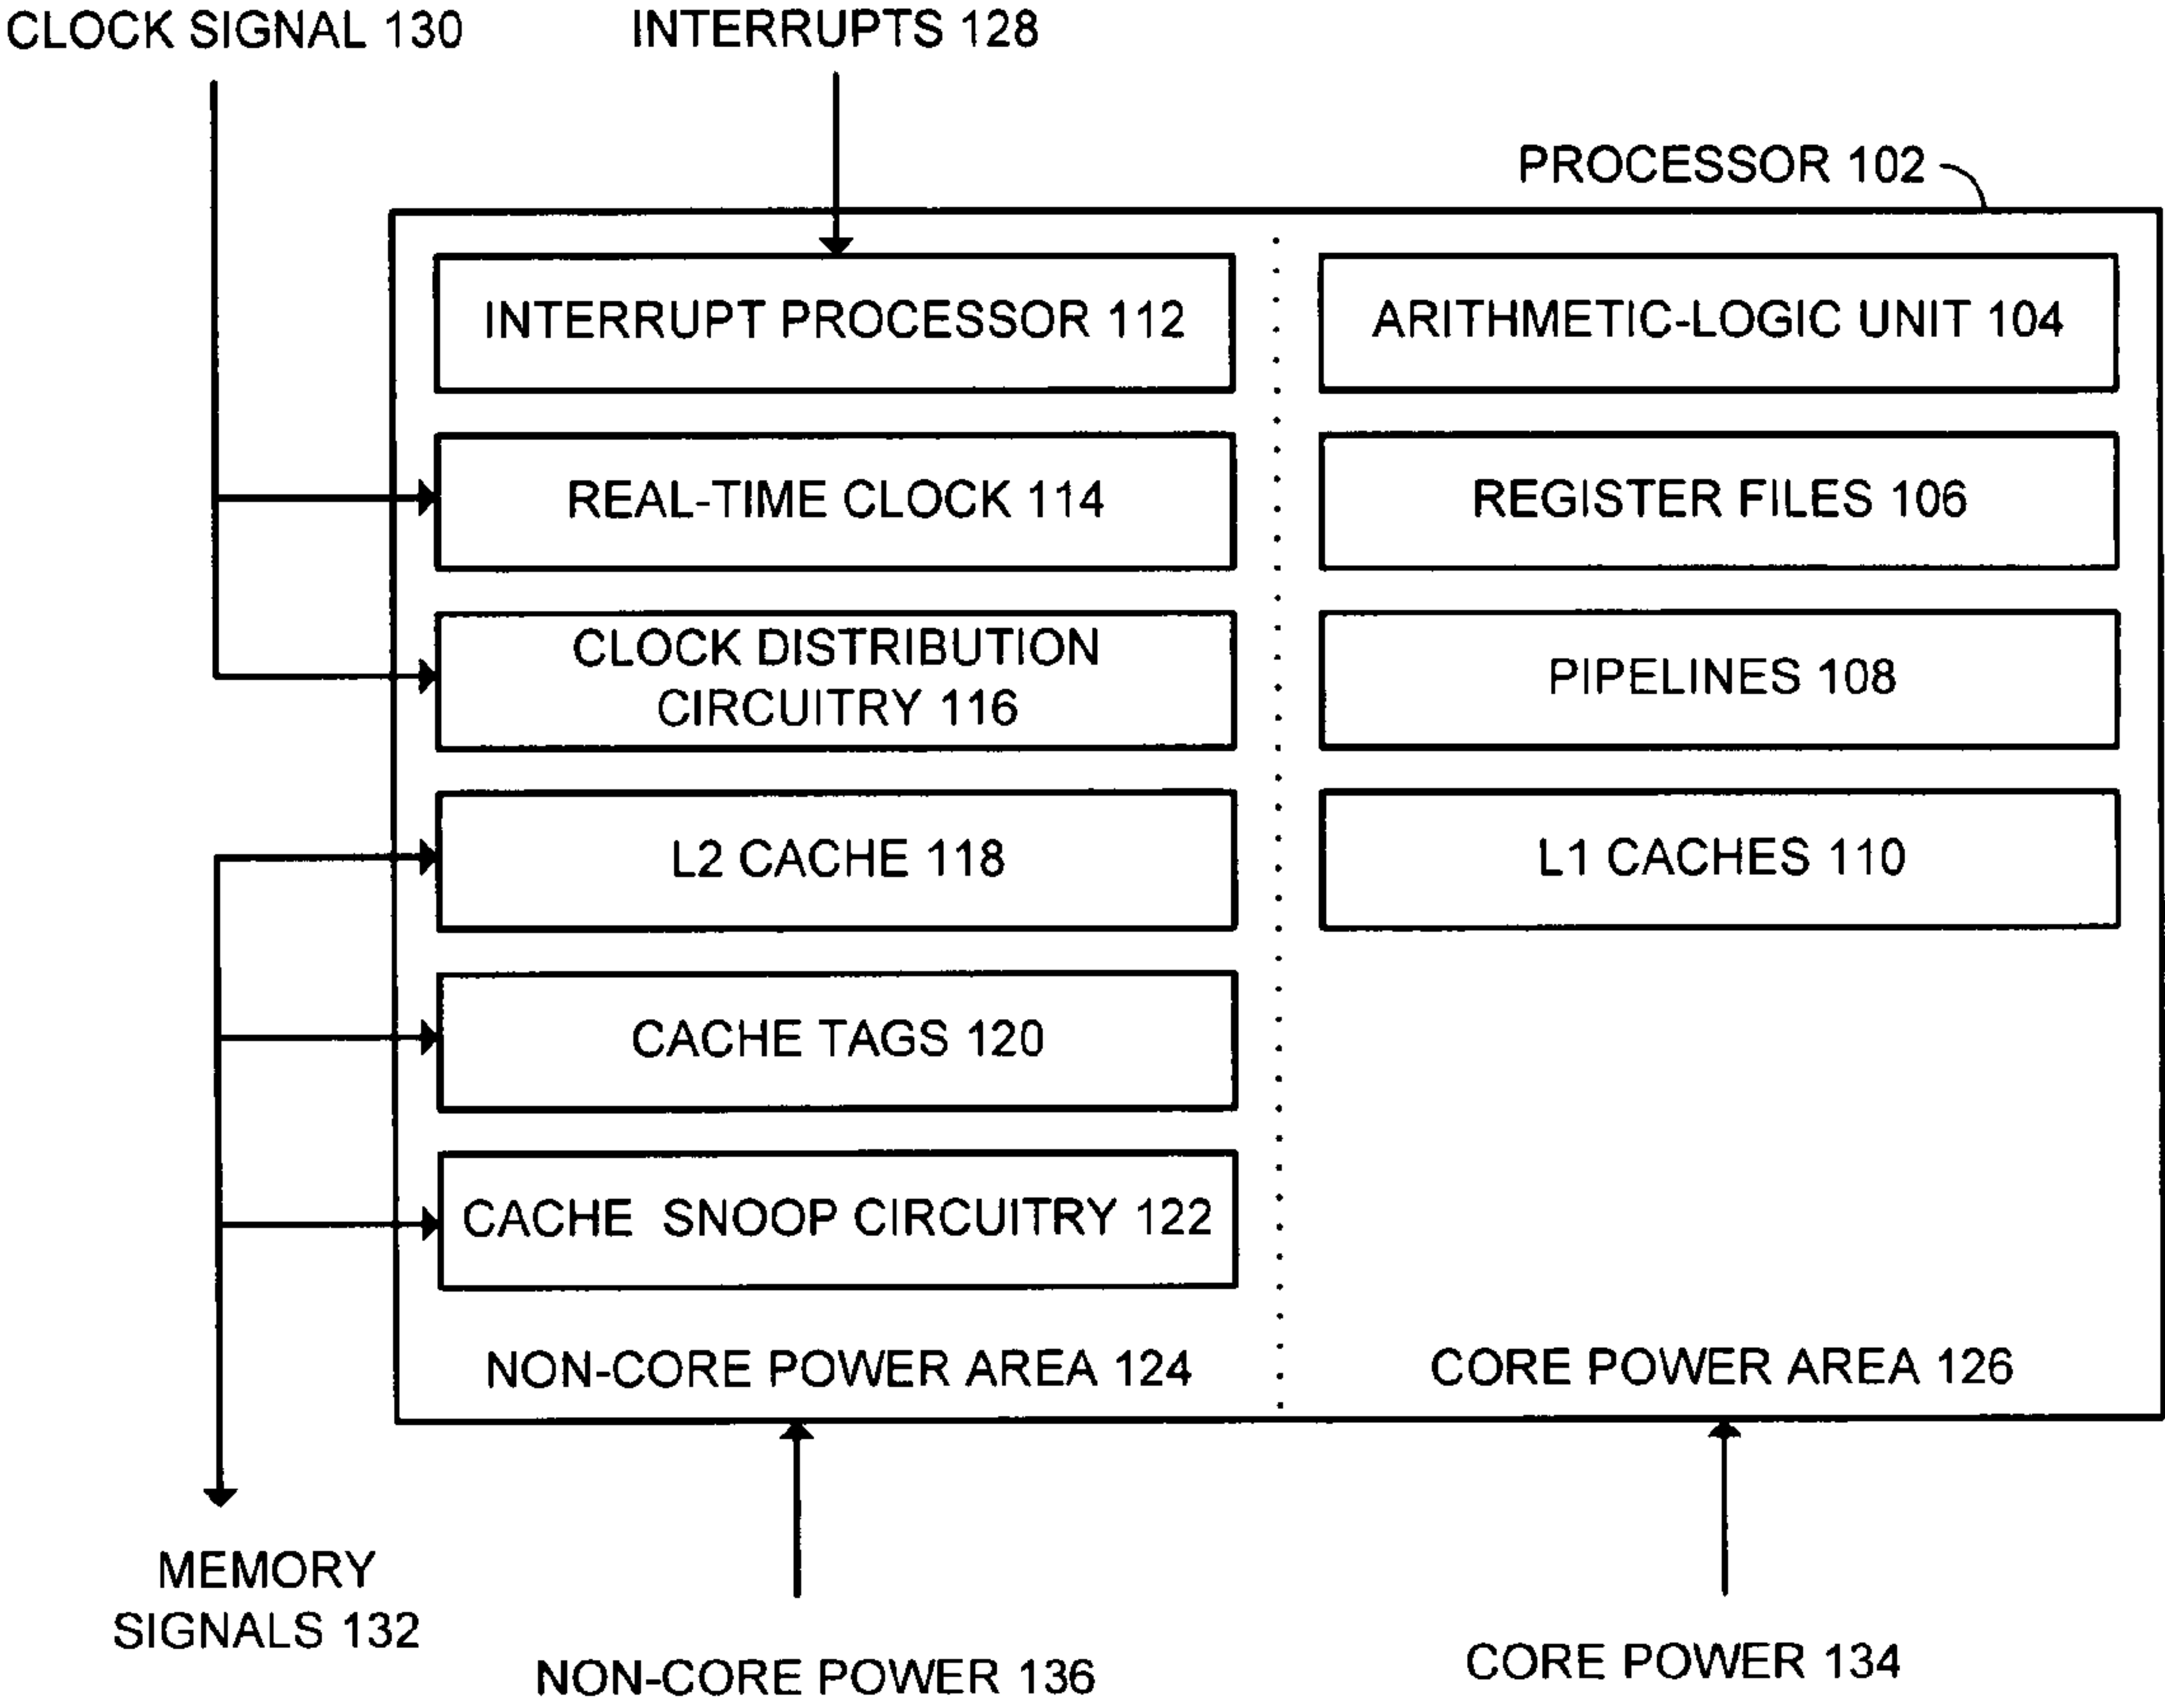 CLOCK SIGNAL 130
INTERRUPTS 128
PROCESSOR 102
INTERRUPT PROCESSOR 112
ARITHMETIC-LOGIC UNIT 104
REAL-TIME CLOCK 114
REGISTER FILES 106
CLOCK DISTRIBUTION
CIRCUITRY 116
PIPELINES 108
L2 CACHE 118
L1 CACHES 110
CACHE TAGS 120
CACHE SNOOP CIRCUITRY 122
NON-CORE POWER AREA 124
CORE POWER AREA 126
MEMORY
SIGNALS 132
NON-CORE POWER 136
CORE POWER 134